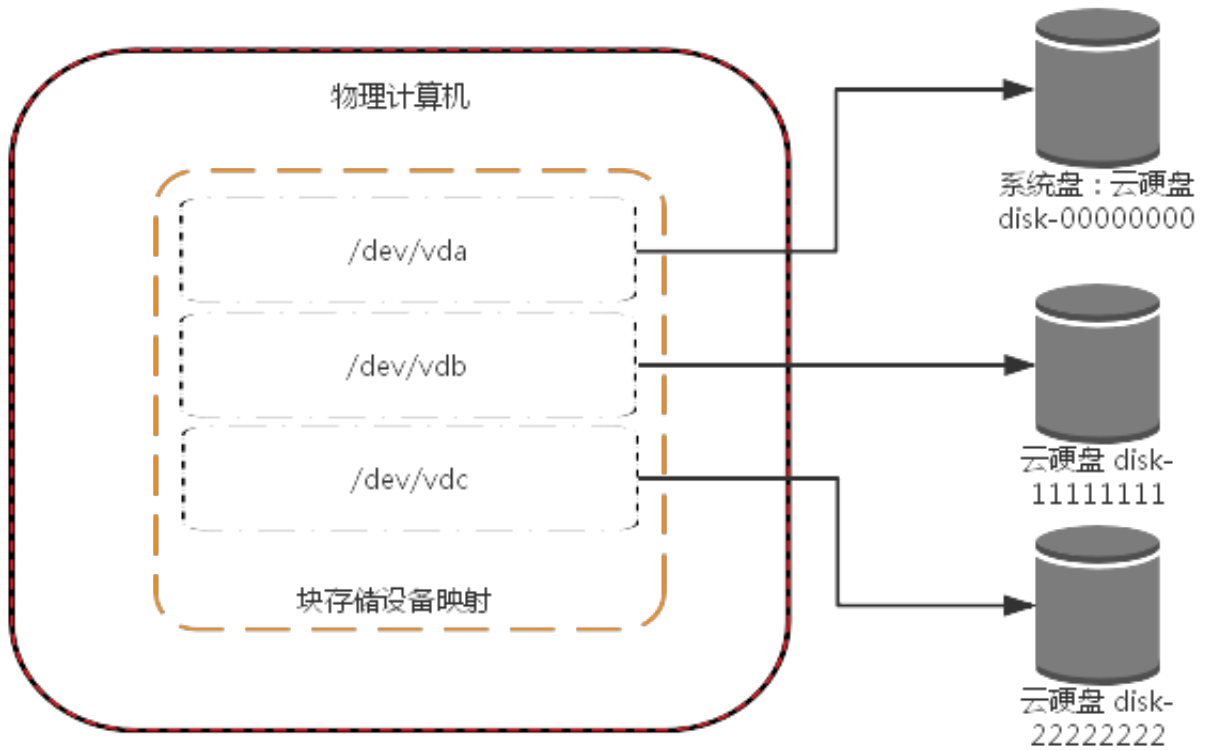 物理计算机
/dev/vda
/dev/vdb
/dev/vdc
块存储设备映射
系统盘：云硬盘
disk-00000000
云硬盘 disk-
11111111
云硬盘 disk-
22222222